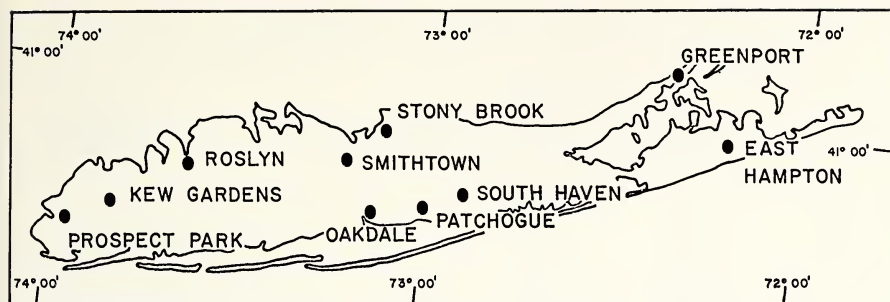 74°00'
73°00'
72°00'
41°00'
GREENPORT
STONY BROOK
ROSLYN
SMITHTOWN
EAST
HAMPTON
41°00'
KEW GARDENS
SOUTH HAVEN
PATCHOGUE
OAKDALE
PROSPECT PARK
74°00'
73°00'
72°00'